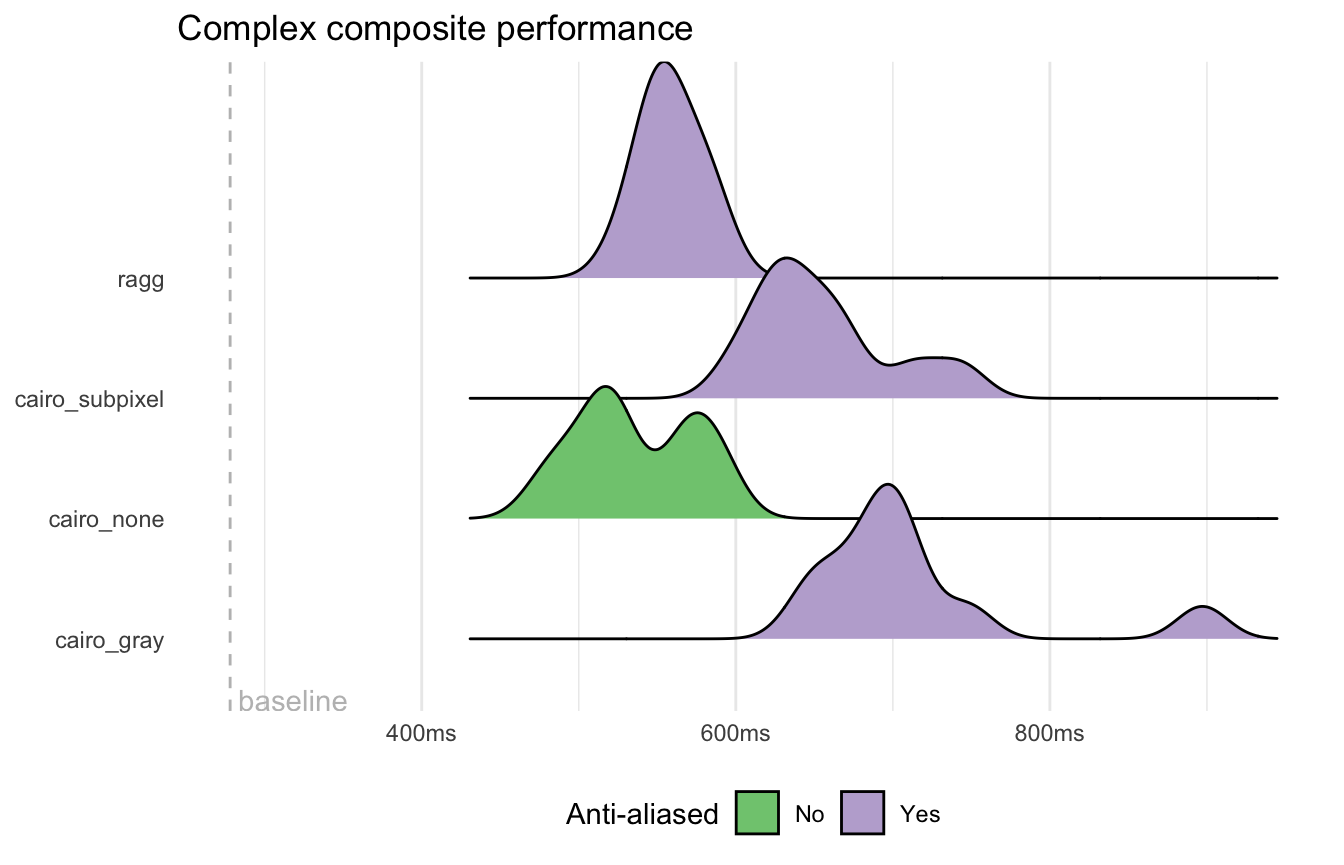 Complex composite performance
ragg
cairo_subpixel
cairo_none
cairo_gray
baseline
400ms 600ms 800ms
Anti-aliased No Yes